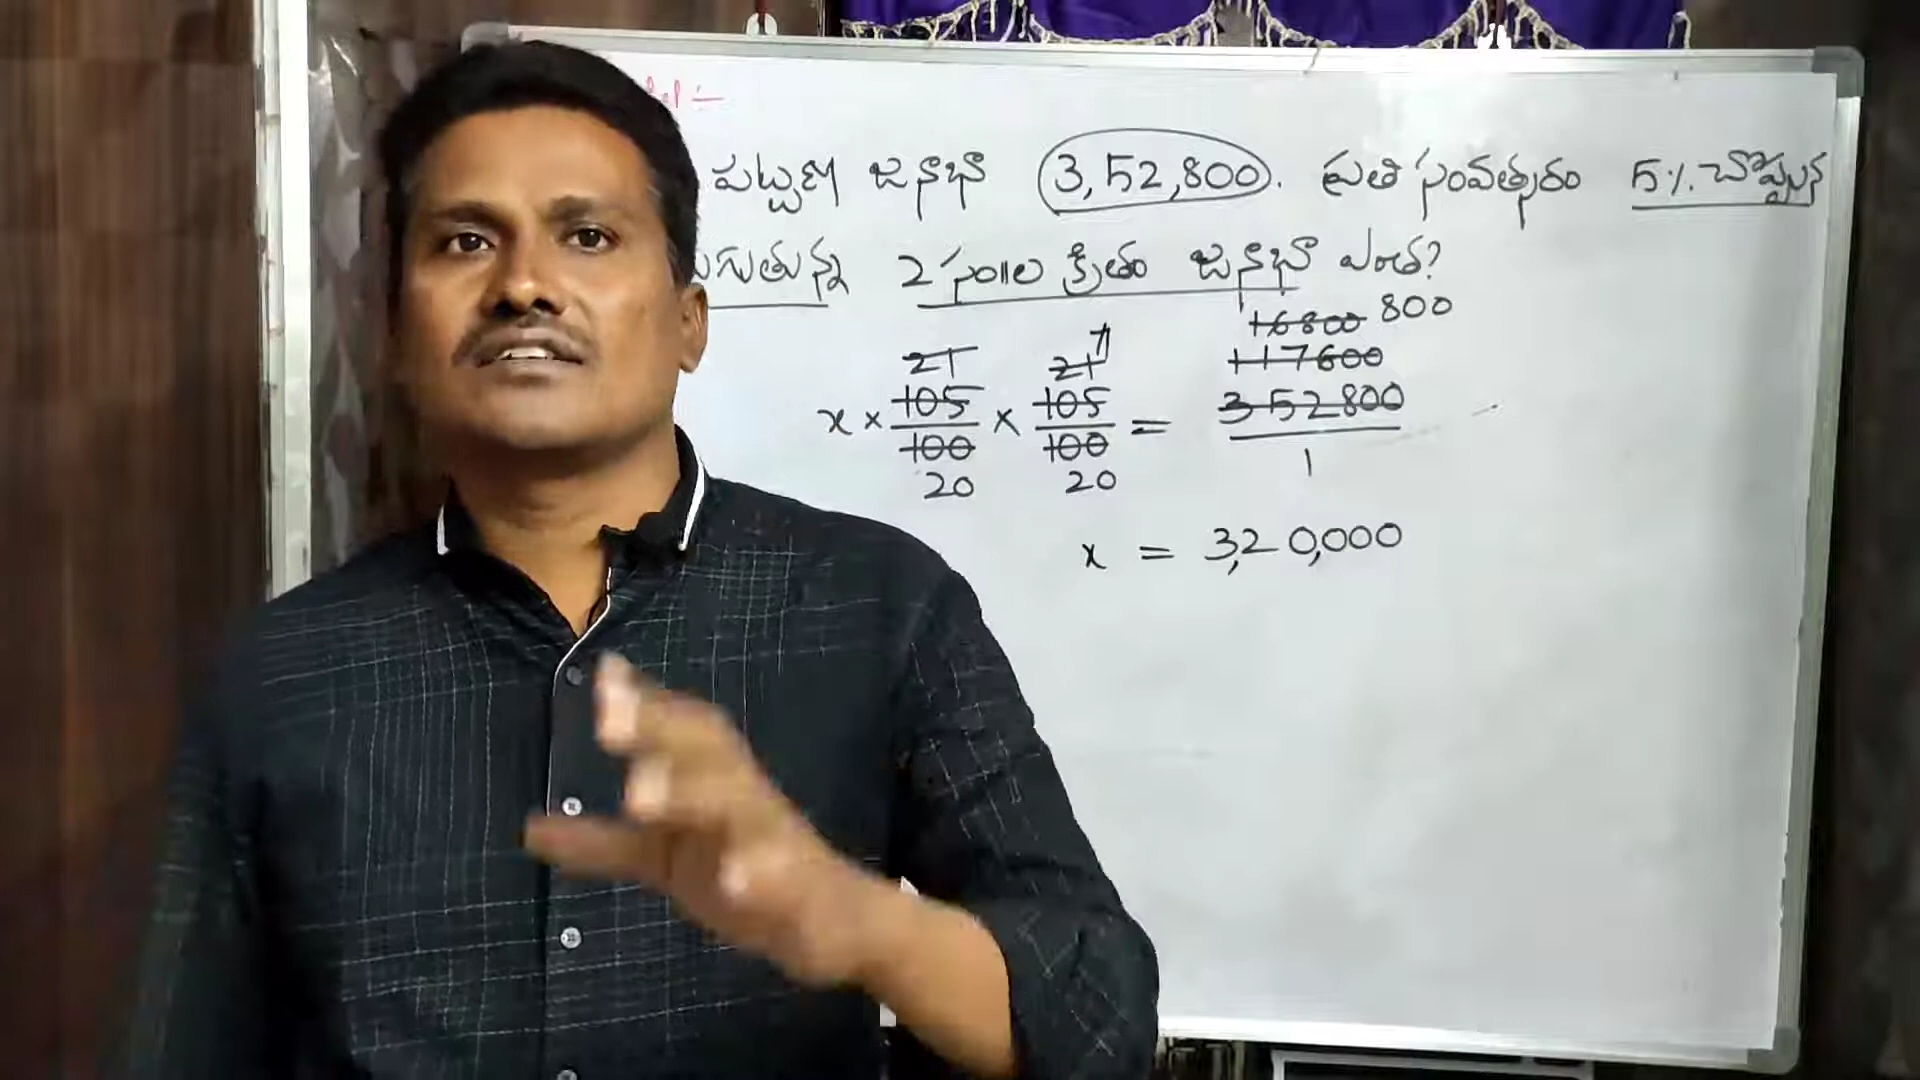 పట్టణ జనాభా 3,52,800. ప్రతి సంవత్సరం 5% చొప్పున
2 సం॥ల క్రితం జనాభా ఎంత?
16800 800
21 21 7 117600
x × 105 × 105 = 352800
100 100 1
20 20
x = 3,20,000